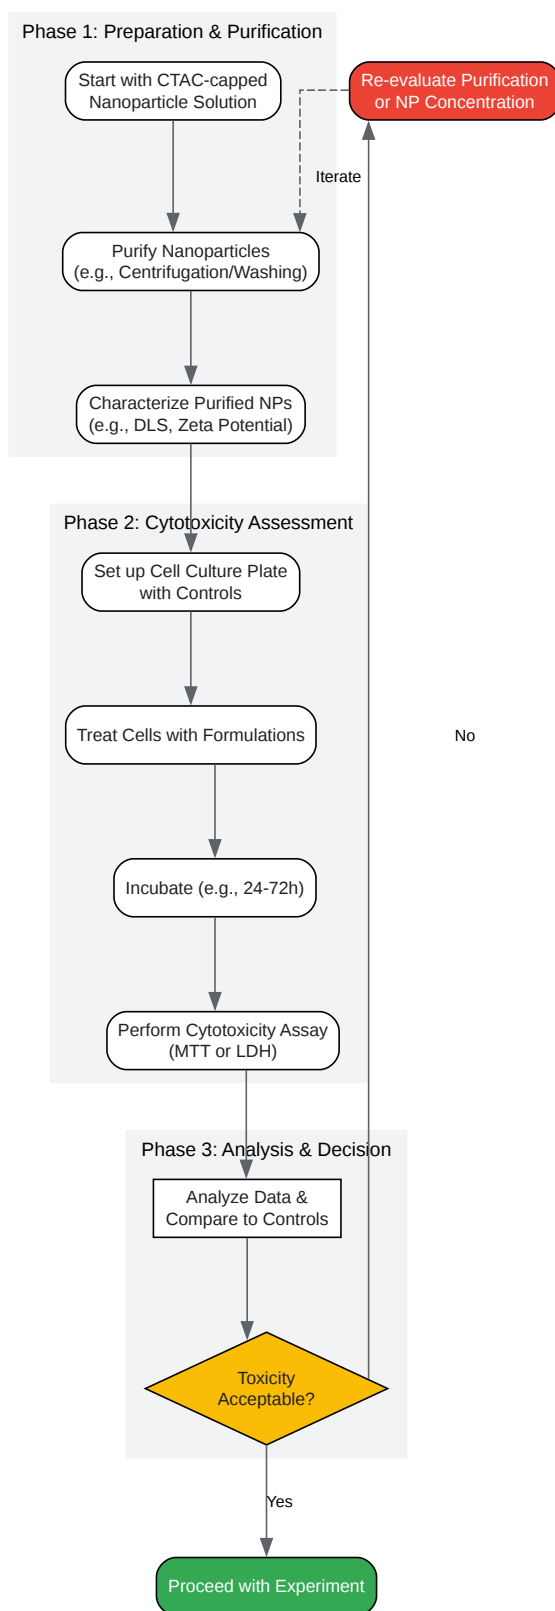 Phase 1: Preparation & Purification
Start with CTAC-capped
Nanoparticle Solution
Re-evaluate Purification
or NP Concentration
Iterate
Purify Nanoparticles
(e.g., Centrifugation/Washing)
Characterize Purified NPs
(e.g., DLS, Zeta Potential)
Phase 2: Cytotoxicity Assessment
Set up Cell Culture Plate
with Controls
Treat Cells with Formulations
No
Incubate (e.g., 24-72h)
Perform Cytotoxicity Assay
(MTT or LDH)
Phase 3: Analysis & Decision
Analyze Data &
Compare to Controls
Toxicity
Acceptable?
Yes
Proceed with Experiment